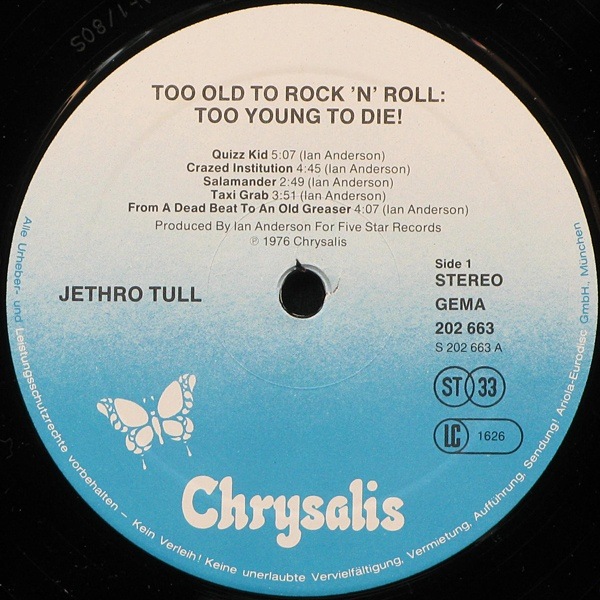 TOO OLD TO ROCK 'N' ROLL:
TOO YOUNG TO DIE!
Quizz Kid 5:07 (Ian Anderson)
Crazed Institution 4:45 (Ian Anderson)
Salamander 2:49 (Ian Anderson)
Taxi Grab 3:51 (Ian Anderson)
From A Dead Beat To An Old Greaser 4:07 (Ian Anderson)
Produced By Ian Anderson For Five Star Records
℗ 1976 Chrysalis
JETHRO TULL
Side 1
STEREO
GEMA
202 663
S 202 663 A
ST 33
LC 1626
Chrysalis
Alle Urheber- und Leistungsschutzrechte vorbehalten – Kein Verleih! Keine unerlaubte Vervielfältigung, Vermietung, Aufführung, Sendung! Ariola-Eurodisc GmbH., München